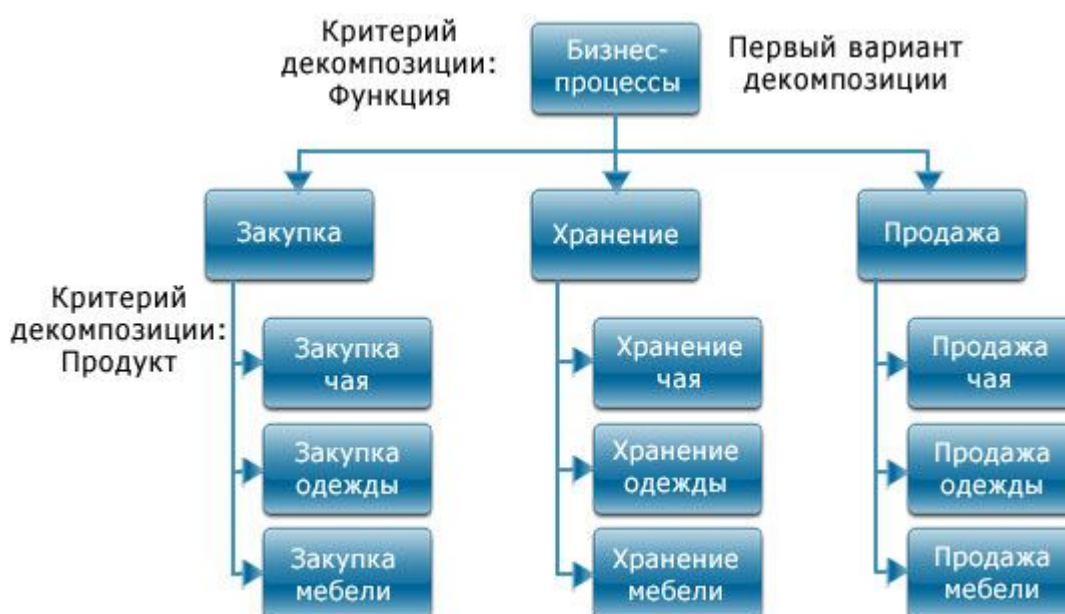 Критерий
декомпозиции:
Функция
Бизнес-
процессы
Первый вариант
декомпозиции
Закупка
Хранение
Продажа
Критерий
декомпозиции:
Продукт
Закупка
чая
Хранение
чая
Продажа
чая
Закупка
одежды
Хранение
одежды
Продажа
одежды
Закупка
мебели
Хранение
мебели
Продажа
мебели